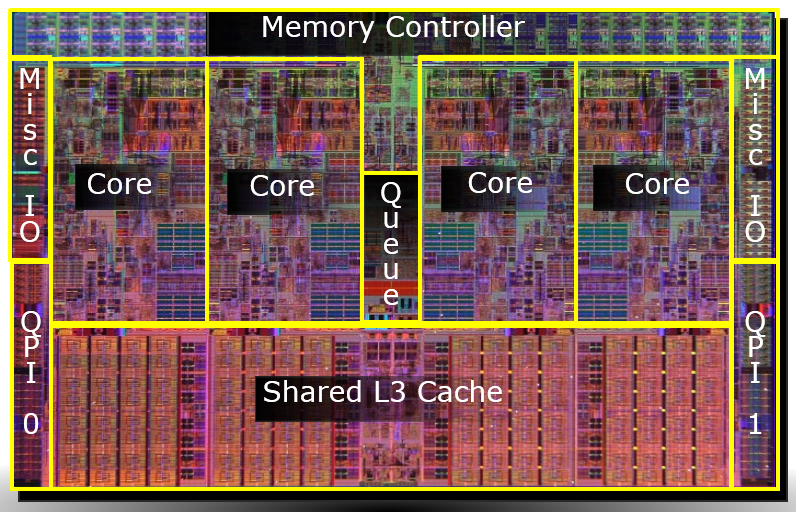 Memory Controller
Misc IO
Core
Core
Queue
Core
Core
Misc IO
QPI 0
Shared L3 Cache
QPI 1